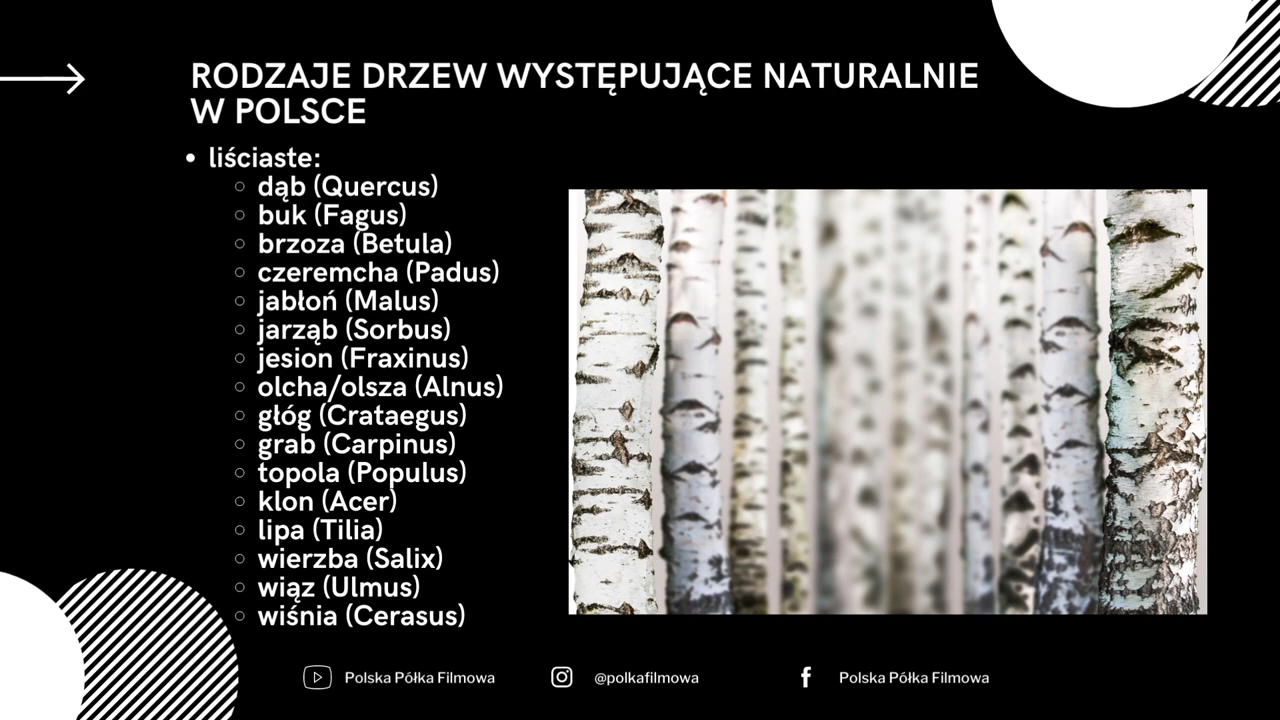 RODZAJE DRZEW WYSTĘPUJĄCE NATURALNIE
W POLSCE
liściaste:
dąb (Quercus)
buk (Fagus)
brzoza (Betula)
czeremcha (Padus)
jabłoń (Malus)
jarząb (Sorbus)
jesion (Fraxinus)
olcha/olsza (Alnus)
głóg (Crataegus)
grab (Carpinus)
topola (Populus)
klon (Acer)
lipa (Tilia)
wierzba (Salix)
wiąz (Ulmus)
wiśnia (Cerasus)
Polska Półka Filmowa @polkafilmowa Polska Półka Filmowa